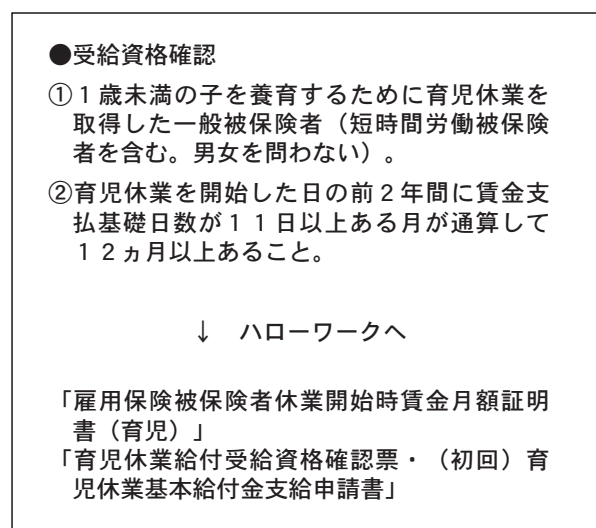 ●受給資格確認
①１歳未満の子を養育するために育児休業を
取得した一般被保険者（短時間労働被保険
者を含む。男女を問わない）。
②育児休業を開始した日の前２年間に賃金支
払基礎日数が１１日以上ある月が通算して
１２ヵ月以上あること。
↓　ハローワークへ
「雇用保険被保険者休業開始時賃金月額証明
書（育児）」
「育児休業給付受給資格確認票・（初回）育
児休業基本給付金支給申請書」